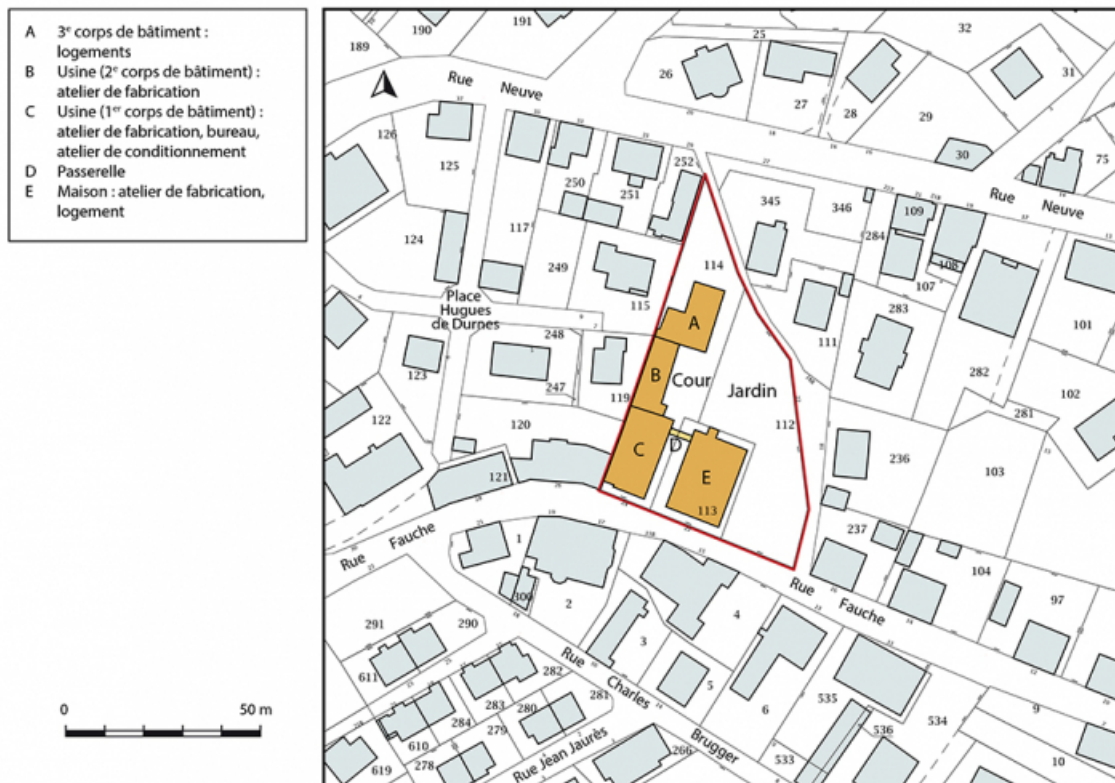 A 3e corps de bâtiment :
logements
B Usine (2e corps de bâtiment) :
atelier de fabrication
C Usine (1er corps de bâtiment) :
atelier de fabrication, bureau,
atelier de conditionnement
D Passerelle
E Maison : atelier de fabrication,
logement
0 50 m
190
191
189
25
32
26
31
27
28
29
Rue Neuve
126
125
252
30
75
250
251
345
346
109
Rue Neuve
117
284
124
249
114
108
107
115
283
101
Place
Hugues
de Durnes
A
111
282
248
B
Cour
Jardin
102
123
247
119
112
281
122
120
C
D
E
236
103
121
113
237
Rue Fauche
1
104
300
2
4
Rue Fauche
97
291
290
3
Rue Charles Brugger
611
282
5
535
283
281
284
280
6
534
9
610
279
536
619
278
Rue Jean Jaurès
266
533
10